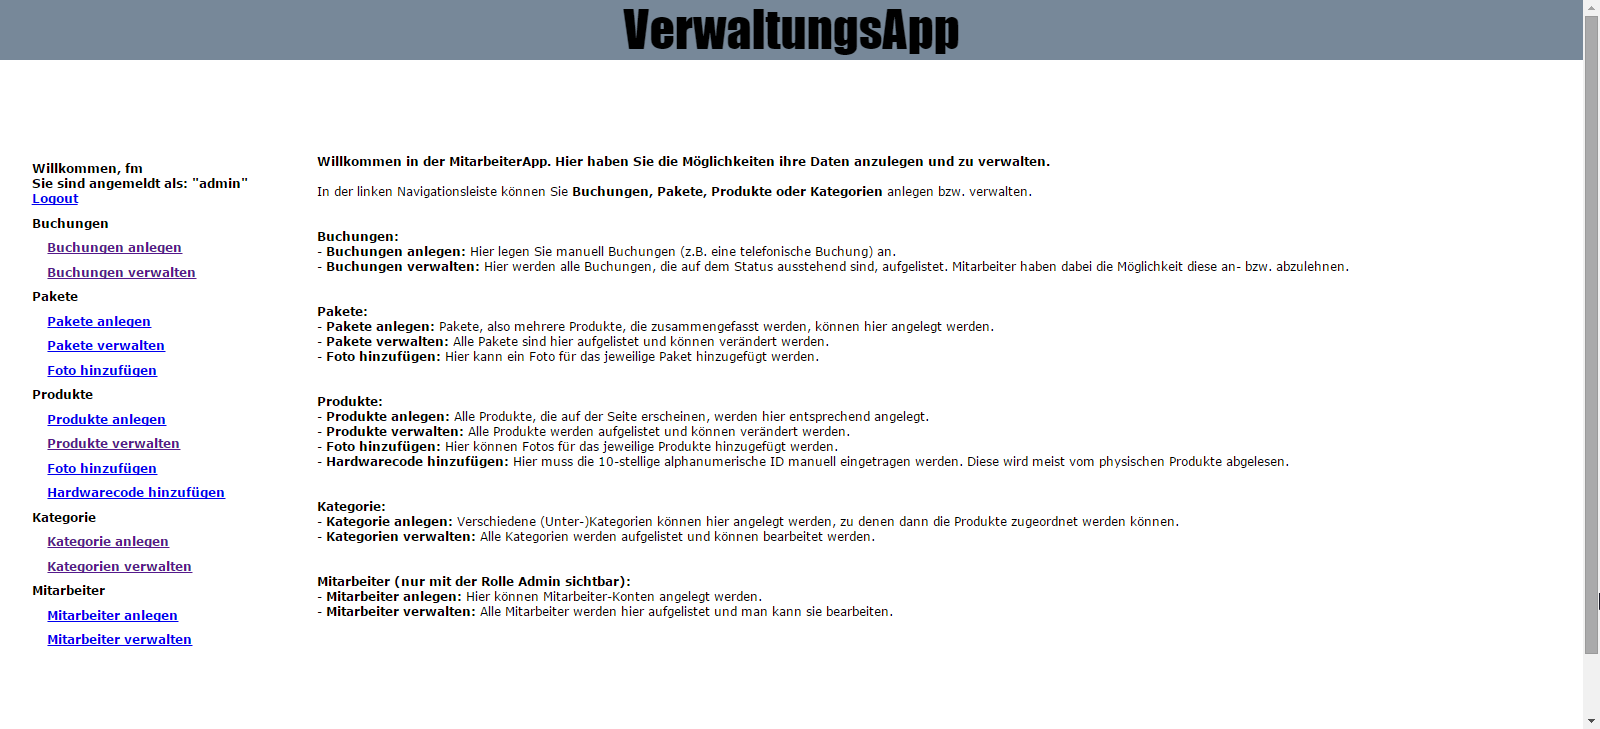 VerwaltungsApp
Willkommen, fm
Sie sind angemeldt als: "admin"
Logout
Buchungen
Buchungen anlegen
Buchungen verwalten
Pakete
Pakete anlegen
Pakete verwalten
Foto hinzufügen
Produkte
Produkte anlegen
Produkte verwalten
Foto hinzufügen
Hardwarecode hinzufügen
Kategorie
Kategorie anlegen
Kategorien verwalten
Mitarbeiter
Mitarbeiter anlegen
Mitarbeiter verwalten
Willkommen in der MitarbeiterApp. Hier haben Sie die Möglichkeiten ihre Daten anzulegen und zu verwalten.
In der linken Navigationsleiste können Sie Buchungen, Pakete, Produkte oder Kategorien anlegen bzw. verwalten.
Buchungen:
- Buchungen anlegen: Hier legen Sie manuell Buchungen (z.B. eine telefonische Buchung) an.
- Buchungen verwalten: Hier werden alle Buchungen, die auf dem Status ausstehend sind, aufgelistet. Mitarbeiter haben dabei die Möglichkeit diese an- bzw. abzulehnen.
Pakete:
- Pakete anlegen: Pakete, also mehrere Produkte, die zusammengefasst werden, können hier angelegt werden.
- Pakete verwalten: Alle Pakete sind hier aufgelistet und können verändert werden.
- Foto hinzufügen: Hier kann ein Foto für das jeweilige Paket hinzugefügt werden.
Produkte:
- Produkte anlegen: Alle Produkte, die auf der Seite erscheinen, werden hier entsprechend angelegt.
- Produkte verwalten: Alle Produkte werden aufgelistet und können verändert werden.
- Foto hinzufügen: Hier können Fotos für das jeweilige Produkte hinzugefügt werden.
- Hardwarecode hinzufügen: Hier muss die 10-stellige alphanumerische ID manuell eingetragen werden. Diese wird meist vom physischen Produkte abgelesen.
Kategorie:
- Kategorie anlegen: Verschiedene (Unter-)Kategorien können hier angelegt werden, zu denen dann die Produkte zugeordnet werden können.
- Kategorien verwalten: Alle Kategorien werden aufgelistet und können bearbeitet werden.
Mitarbeiter (nur mit der Rolle Admin sichtbar):
- Mitarbeiter anlegen: Hier können Mitarbeiter-Konten angelegt werden.
- Mitarbeiter verwalten: Alle Mitarbeiter werden hier aufgelistet und man kann sie bearbeiten.